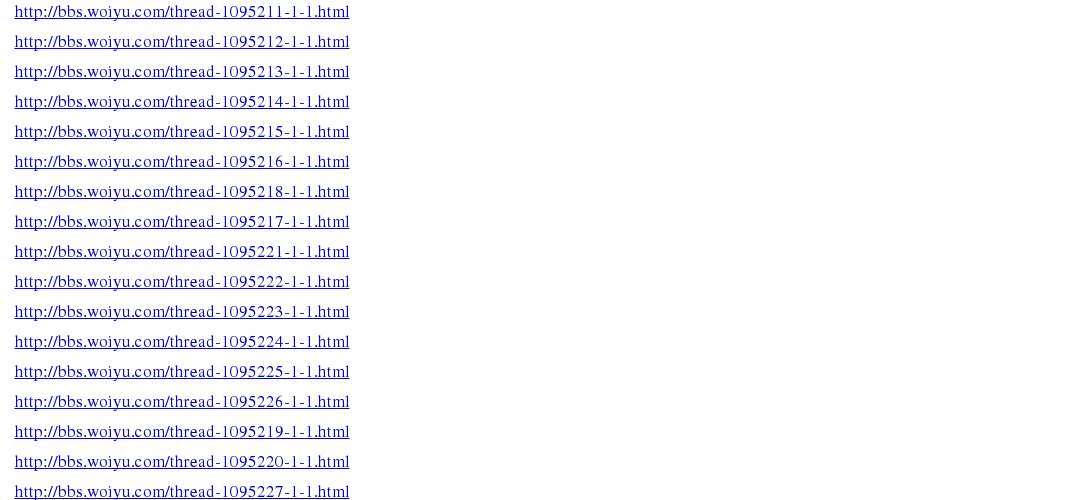 http://bbs.woiyu.com/thread-1095211-1-1.html
http://bbs.woiyu.com/thread-1095212-1-1.html
http://bbs.woiyu.com/thread-1095213-1-1.html
http://bbs.woiyu.com/thread-1095214-1-1.html
http://bbs.woiyu.com/thread-1095215-1-1.html
http://bbs.woiyu.com/thread-1095216-1-1.html
http://bbs.woiyu.com/thread-1095218-1-1.html
http://bbs.woiyu.com/thread-1095217-1-1.html
http://bbs.woiyu.com/thread-1095221-1-1.html
http://bbs.woiyu.com/thread-1095222-1-1.html
http://bbs.woiyu.com/thread-1095223-1-1.html
http://bbs.woiyu.com/thread-1095224-1-1.html
http://bbs.woiyu.com/thread-1095225-1-1.html
http://bbs.woiyu.com/thread-1095226-1-1.html
http://bbs.woiyu.com/thread-1095219-1-1.html
http://bbs.woiyu.com/thread-1095220-1-1.html
http://bbs.woiyu.com/thread-1095227-1-1.html